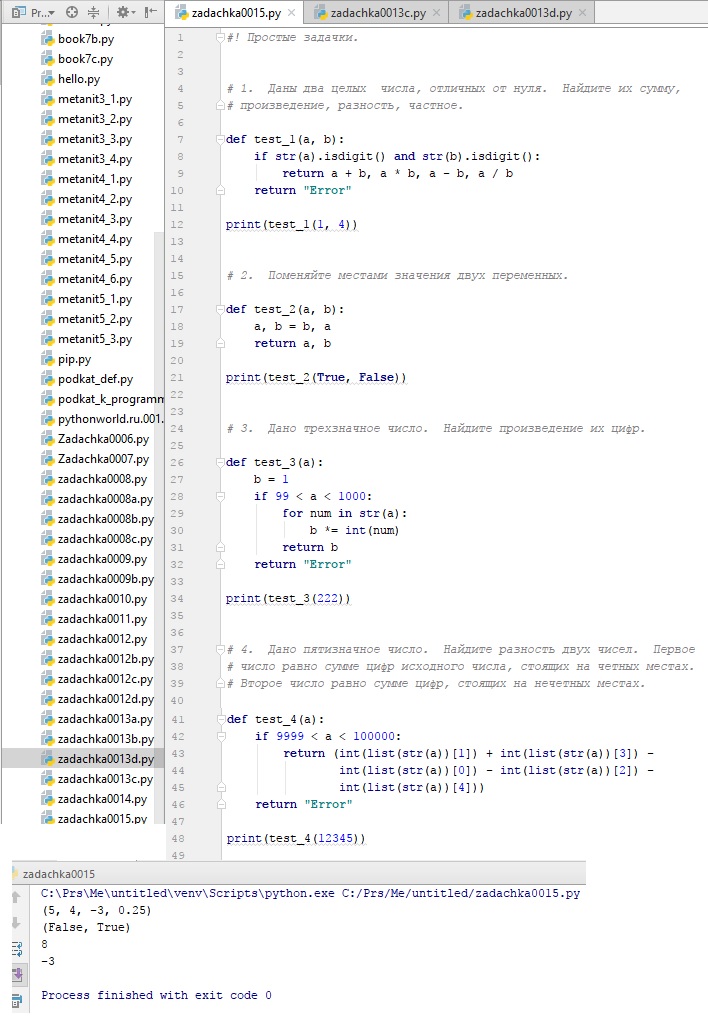 Pr...
book7b.py
book7c.py
hello.py
metanit3_1.py
metanit3_2.py
metanit3_3.py
metanit3_4.py
metanit4_1.py
metanit4_2.py
metanit4_3.py
metanit4_4.py
metanit4_5.py
metanit4_6.py
metanit5_1.py
metanit5_2.py
metanit5_3.py
pip.py
podkat_def.py
podkat_k_programm
pythonworld.ru.001.
Zadachka0006.py
Zadachka0007.py
zadachka0008.py
zadachka0008a.py
zadachka0008b.py
zadachka0008c.py
zadachka0009.py
zadachka0009b.py
zadachka0010.py
zadachka0011.py
zadachka0012.py
zadachka0012b.py
zadachka0012c.py
zadachka0012d.py
zadachka0013a.py
zadachka0013b.py
zadachka0013d.py
zadachka0013c.py
zadachka0014.py
zadachka0015.py
zadachka0015.py zadachka0013c.py zadachka0013d.py
1 #! Простые задачки.
2
3
4 # 1. Даны два целых числа, отличных от нуля. Найдите их сумму,
5 # произведение, разность, частное.
6
7 def test_1(a, b):
8 if str(a).isdigit() and str(b).isdigit():
9 return a + b, a * b, a - b, a / b
10 return "Error"
11
12 print(test_1(1, 4))
13
14
15 # 2. Поменяйте местами значения двух переменных.
16
17 def test_2(a, b):
18 a, b = b, a
19 return a, b
20
21 print(test_2(True, False))
22
23
24 # 3. Дано трехзначное число. Найдите произведение их цифр.
25
26 def test_3(a):
27 b = 1
28 if 99 < a < 1000:
29 for num in str(a):
30 b *= int(num)
31 return b
32 return "Error"
33
34 print(test_3(222))
35
36
37 # 4. Дано пятизначное число. Найдите разность двух чисел. Первое
38 # число равно сумме цифр исходного числа, стоящих на четных местах.
39 # Второе число равно сумме цифр, стоящих на нечетных местах.
40
41 def test_4(a):
42 if 9999 < a < 100000:
43 return (int(list(str(a))[1]) + int(list(str(a))[3]) -
44 int(list(str(a))[0]) - int(list(str(a))[2]) -
45 int(list(str(a))[4]))
46 return "Error"
47
48 print(test_4(12345))
49
zadachka0015
C:\Prs\Me\untitled\venv\Scripts\python.exe C:/Prs/Me/untitled/zadachka0015.py
(5, 4, -3, 0.25)
(False, True)
8
-3
Process finished with exit code 0